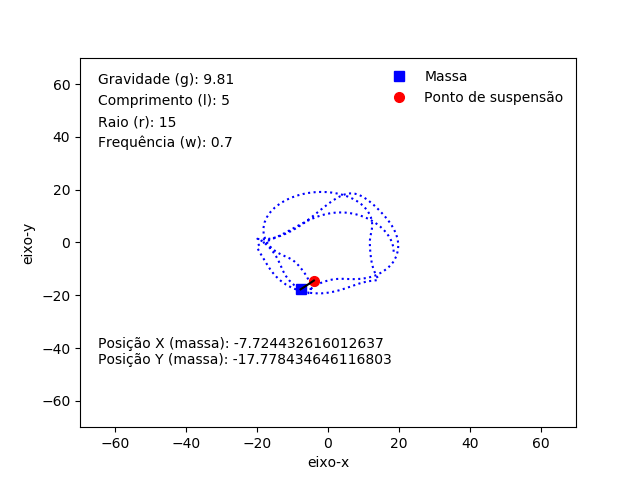 Gravidade (g): 9.81
Comprimento (l): 5
Raio (r): 15
Frequência (w): 0.7
Massa
Ponto de suspensão
60
40
20
0
−20
−40
−60
eixo-y
Posição X (massa): -7.724432616012637
Posição Y (massa): -17.778434646116803
−60
−40
−20
0
20
40
60
eixo-x